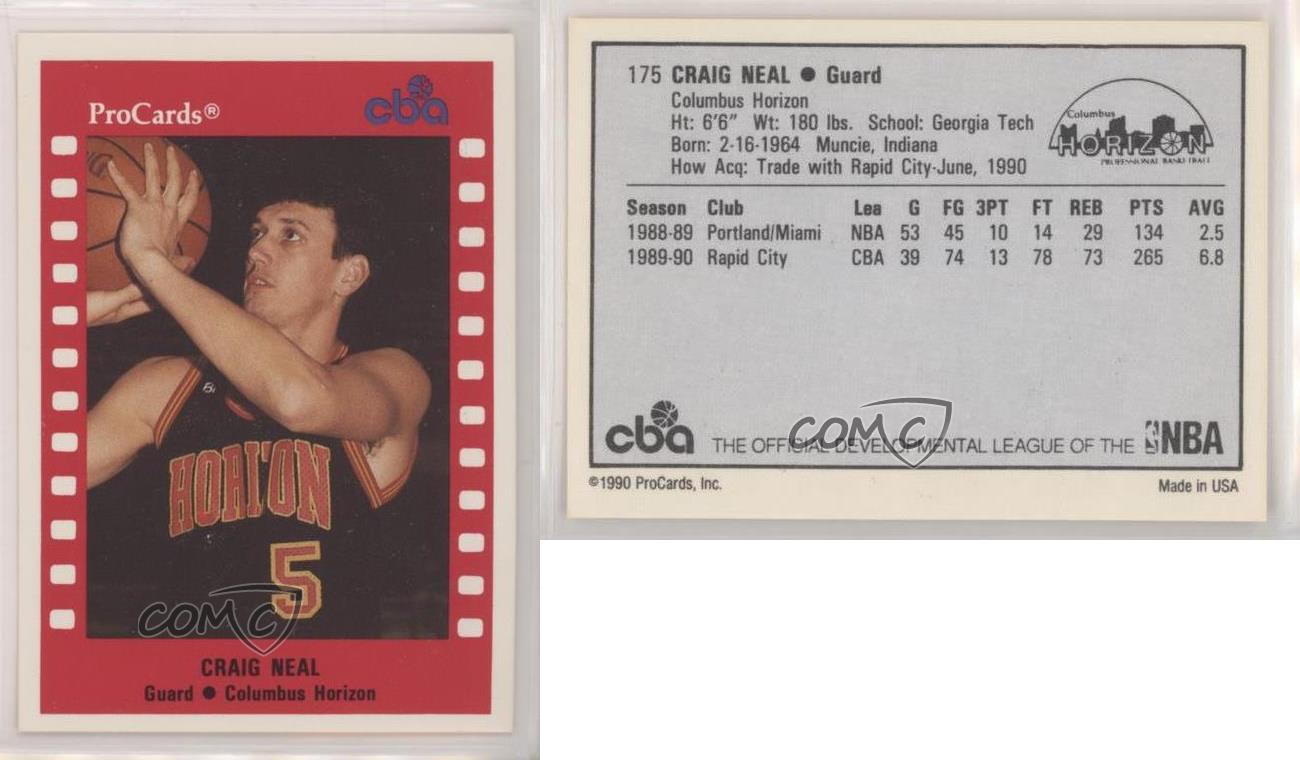 ProCards®
cba
HORIZON
5
COMC
CRAIG NEAL
Guard ● Columbus Horizon
175 CRAIG NEAL ● Guard
Columbus Horizon
Ht: 6'6" Wt: 180 lbs. School: Georgia Tech
Born: 2-16-1964 Muncie, Indiana
How Acq: Trade with Rapid City-June, 1990
Columbus
HORIZON
PROFESSIONAL BASKETBALL
Season Club Lea G FG 3PT FT REB PTS AVG
1988-89 Portland/Miami NBA 53 45 10 14 29 134 2.5
1989-90 Rapid City CBA 39 74 13 78 73 265 6.8
COMC
cba THE OFFICIAL DEVELOPMENTAL LEAGUE OF THE NBA
©1990 ProCards, Inc. Made in USA